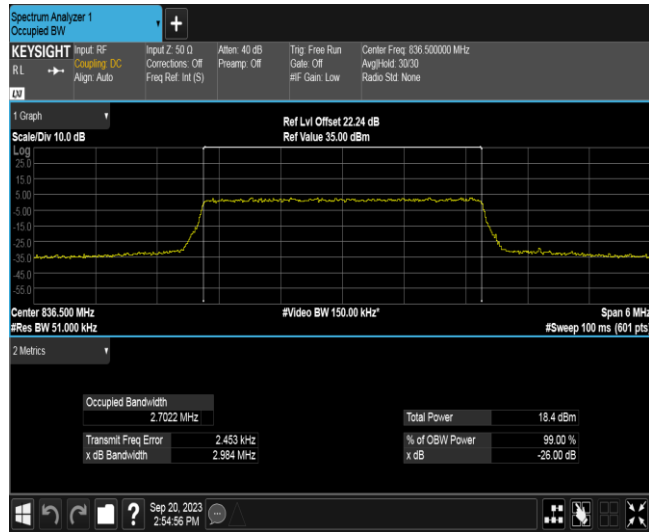 Spectrum Analyzer 1
Occupied BW
+
KEYSIGHT
RL
LXI
Input: RF
Coupling: DC
Align: Auto
Input Z: 50 Ω
Corrections: Off
Freq Ref: Int (S)
Atten: 40 dB
Preamp: Off
Trig: Free Run
Gate: Off
#IF Gain: Low
Center Freq: 836.500000 MHz
Avg|Hold: 30/30
Radio Std: None
1 Graph
Scale/Div 10.0 dB
Ref Lvl Offset 22.24 dB
Ref Value 35.00 dBm
Log
25.0
15.0
5.00
-5.00
-15.0
-25.0
-35.0
-45.0
-55.0
Center 836.500 MHz
#Res BW 51.000 kHz
#Video BW 150.00 kHz*
Span 6 MHz
#Sweep 100 ms (601 pts)
2 Metrics
Occupied Bandwidth
2.7022 MHz
Transmit Freq Error 2.453 kHz
x dB Bandwidth 2.984 MHz
Total Power 18.4 dBm
% of OBW Power 99.00 %
x dB -26.00 dB
?
Sep 20, 2023
2:54:56 PM